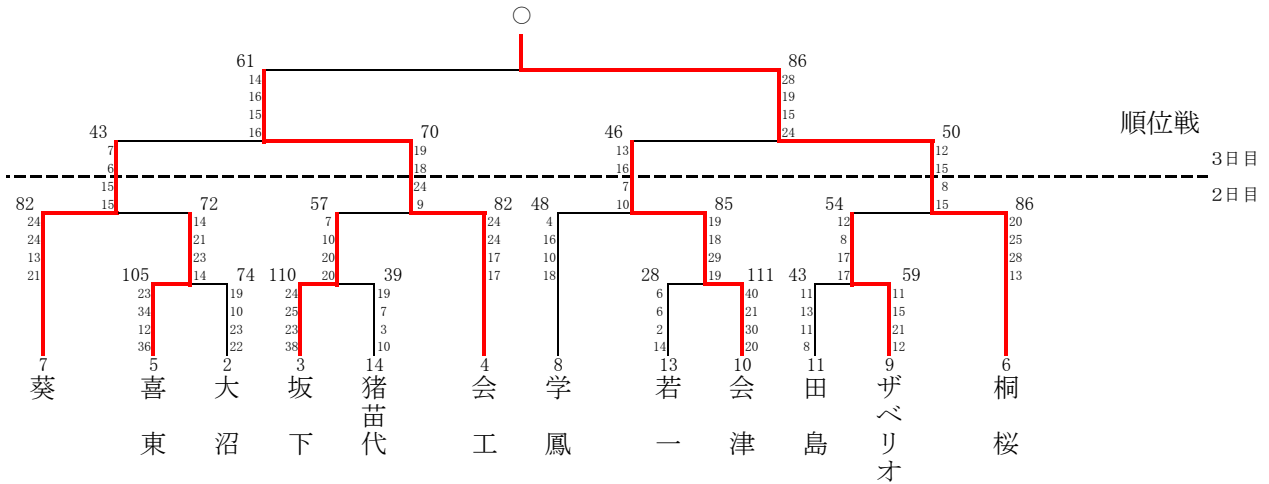 ○
61 86
14 28
16 19
15 15
16 24
順位戦
43 70 46 50
7 19 13 12
6 18 16 15
15 24 7 8
15 9 10 15
3日目
2日目
82 72 57 82 48 85 54 86
24 14 7 24 4 19 12 20
24 21 10 24 16 18 8 25
13 23 20 17 10 29 17 28
21 14 20 17 18 19 17 13
105 74 110 39 28 111 43 59
23 19 24 19 6 40 11 11
34 10 25 7 6 21 13 15
12 23 23 3 2 30 11 21
36 22 38 10 14 20 8 12
7 5 2 3 14 4 8 13 10 11 9 6
葵
喜東
大沼
坂下
猪苗代
会工
学鳳
若一
会津
田島
ザベリオ
桐桜